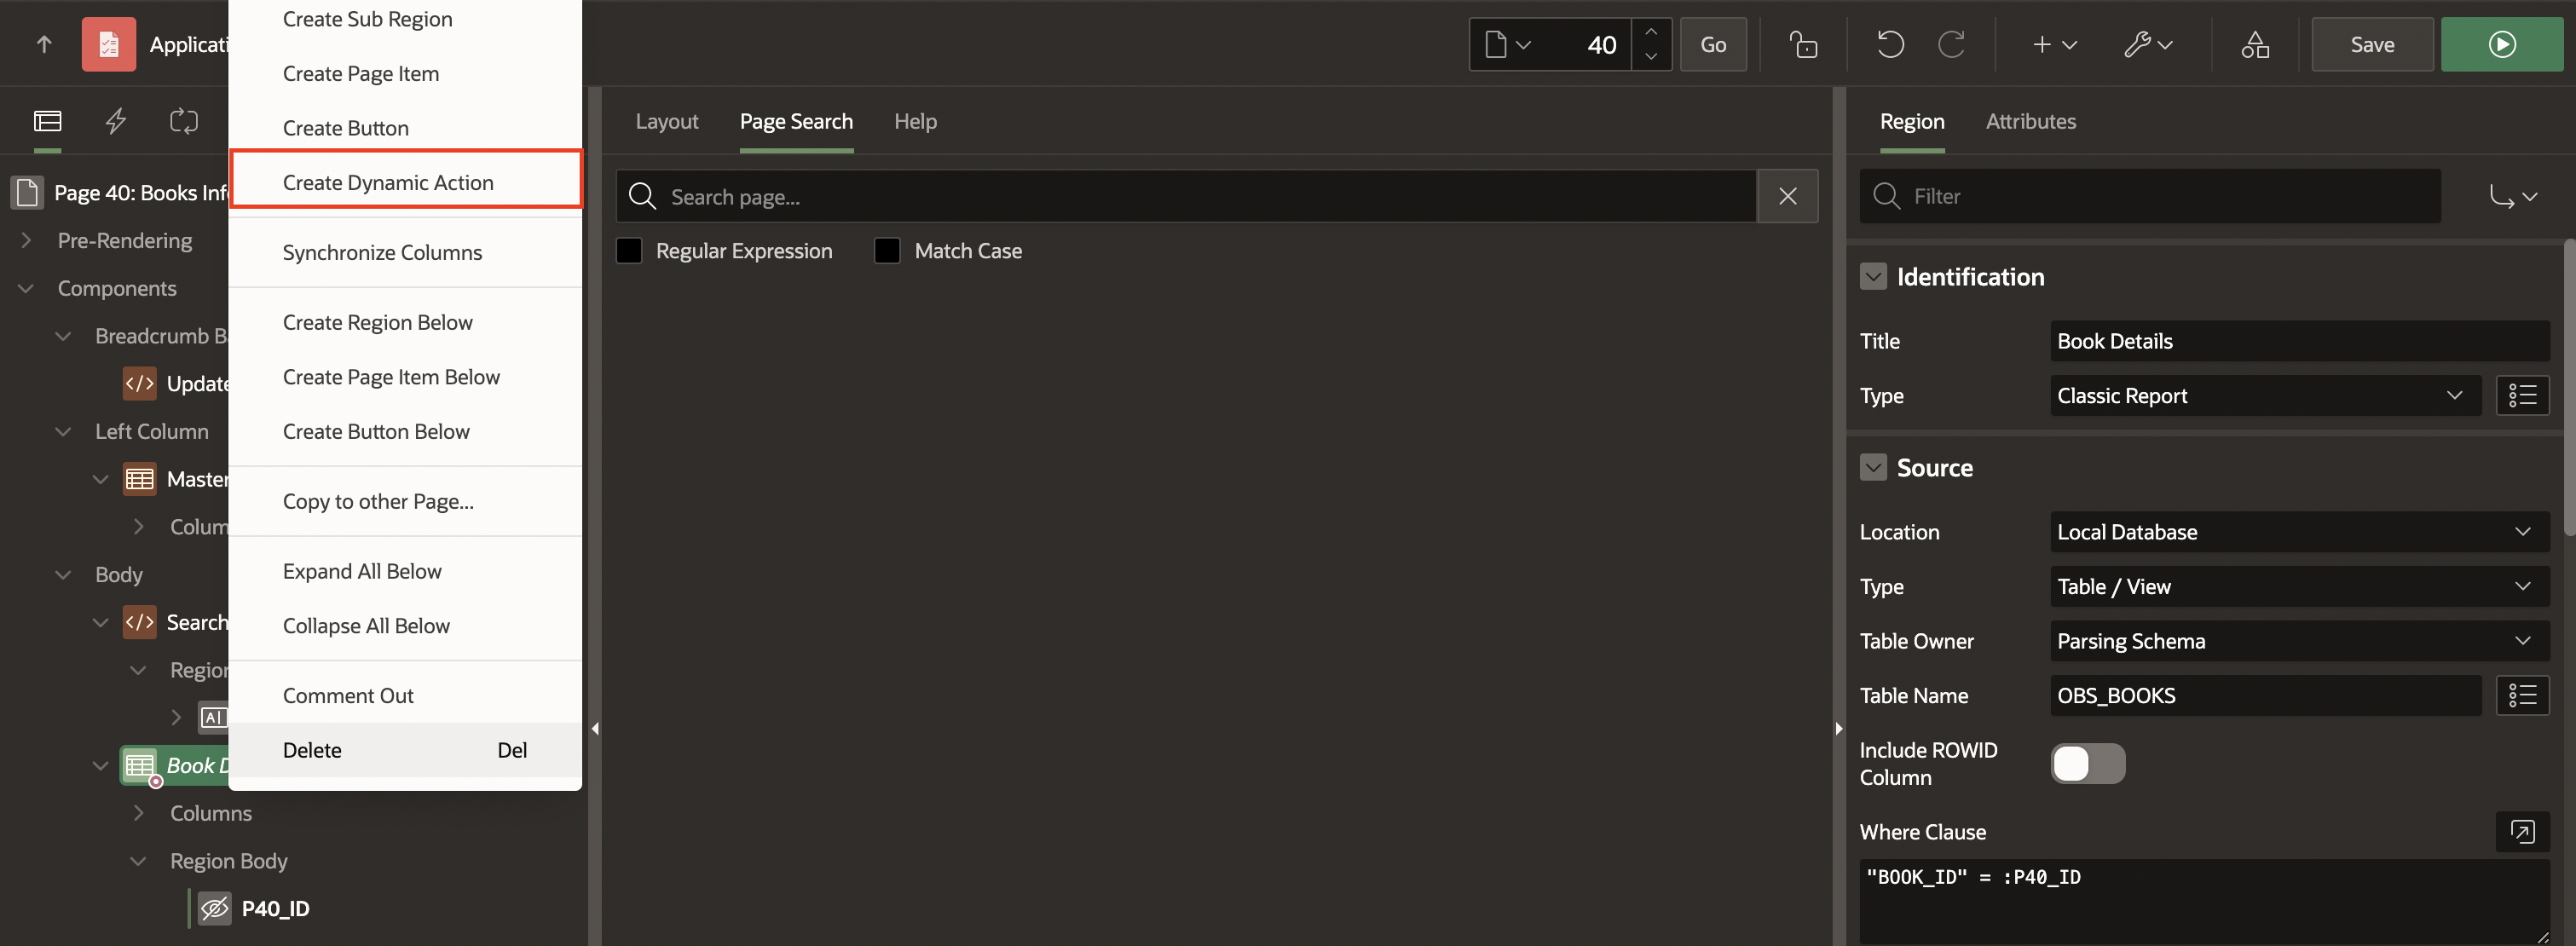 Applicati
40
Go
Save
Page 40: Books Inf
Pre-Rendering
Components
Breadcrumb B
Update
Left Column
Master
Colum
Body
Search
Region
A|
Book D
Columns
Region Body
P40_ID
Create Sub Region
Create Page Item
Create Button
Create Dynamic Action
Synchronize Columns
Create Region Below
Create Page Item Below
Create Button Below
Copy to other Page...
Expand All Below
Collapse All Below
Comment Out
Delete Del
Layout Page Search Help
Search page...
Regular Expression Match Case
Region Attributes
Filter
Identification
Title Book Details
Type Classic Report
Source
Location Local Database
Type Table / View
Table Owner Parsing Schema
Table Name OBS_BOOKS
Include ROWID
Column
Where Clause
"BOOK_ID" = :P40_ID